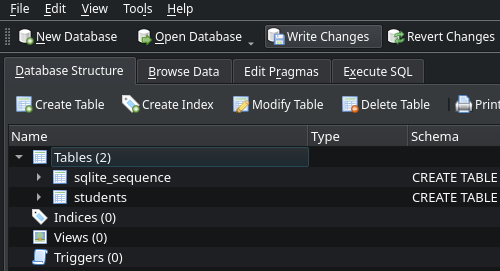 File Edit View Tools Help
New Database Open Database Write Changes Revert Changes
Database Structure Browse Data Edit Pragmas Execute SQL
Create Table Create Index Modify Table Delete Table Print
Name Type Schema
Tables (2)
sqlite_sequence CREATE TABLE
students CREATE TABLE
Indices (0)
Views (0)
Triggers (0)